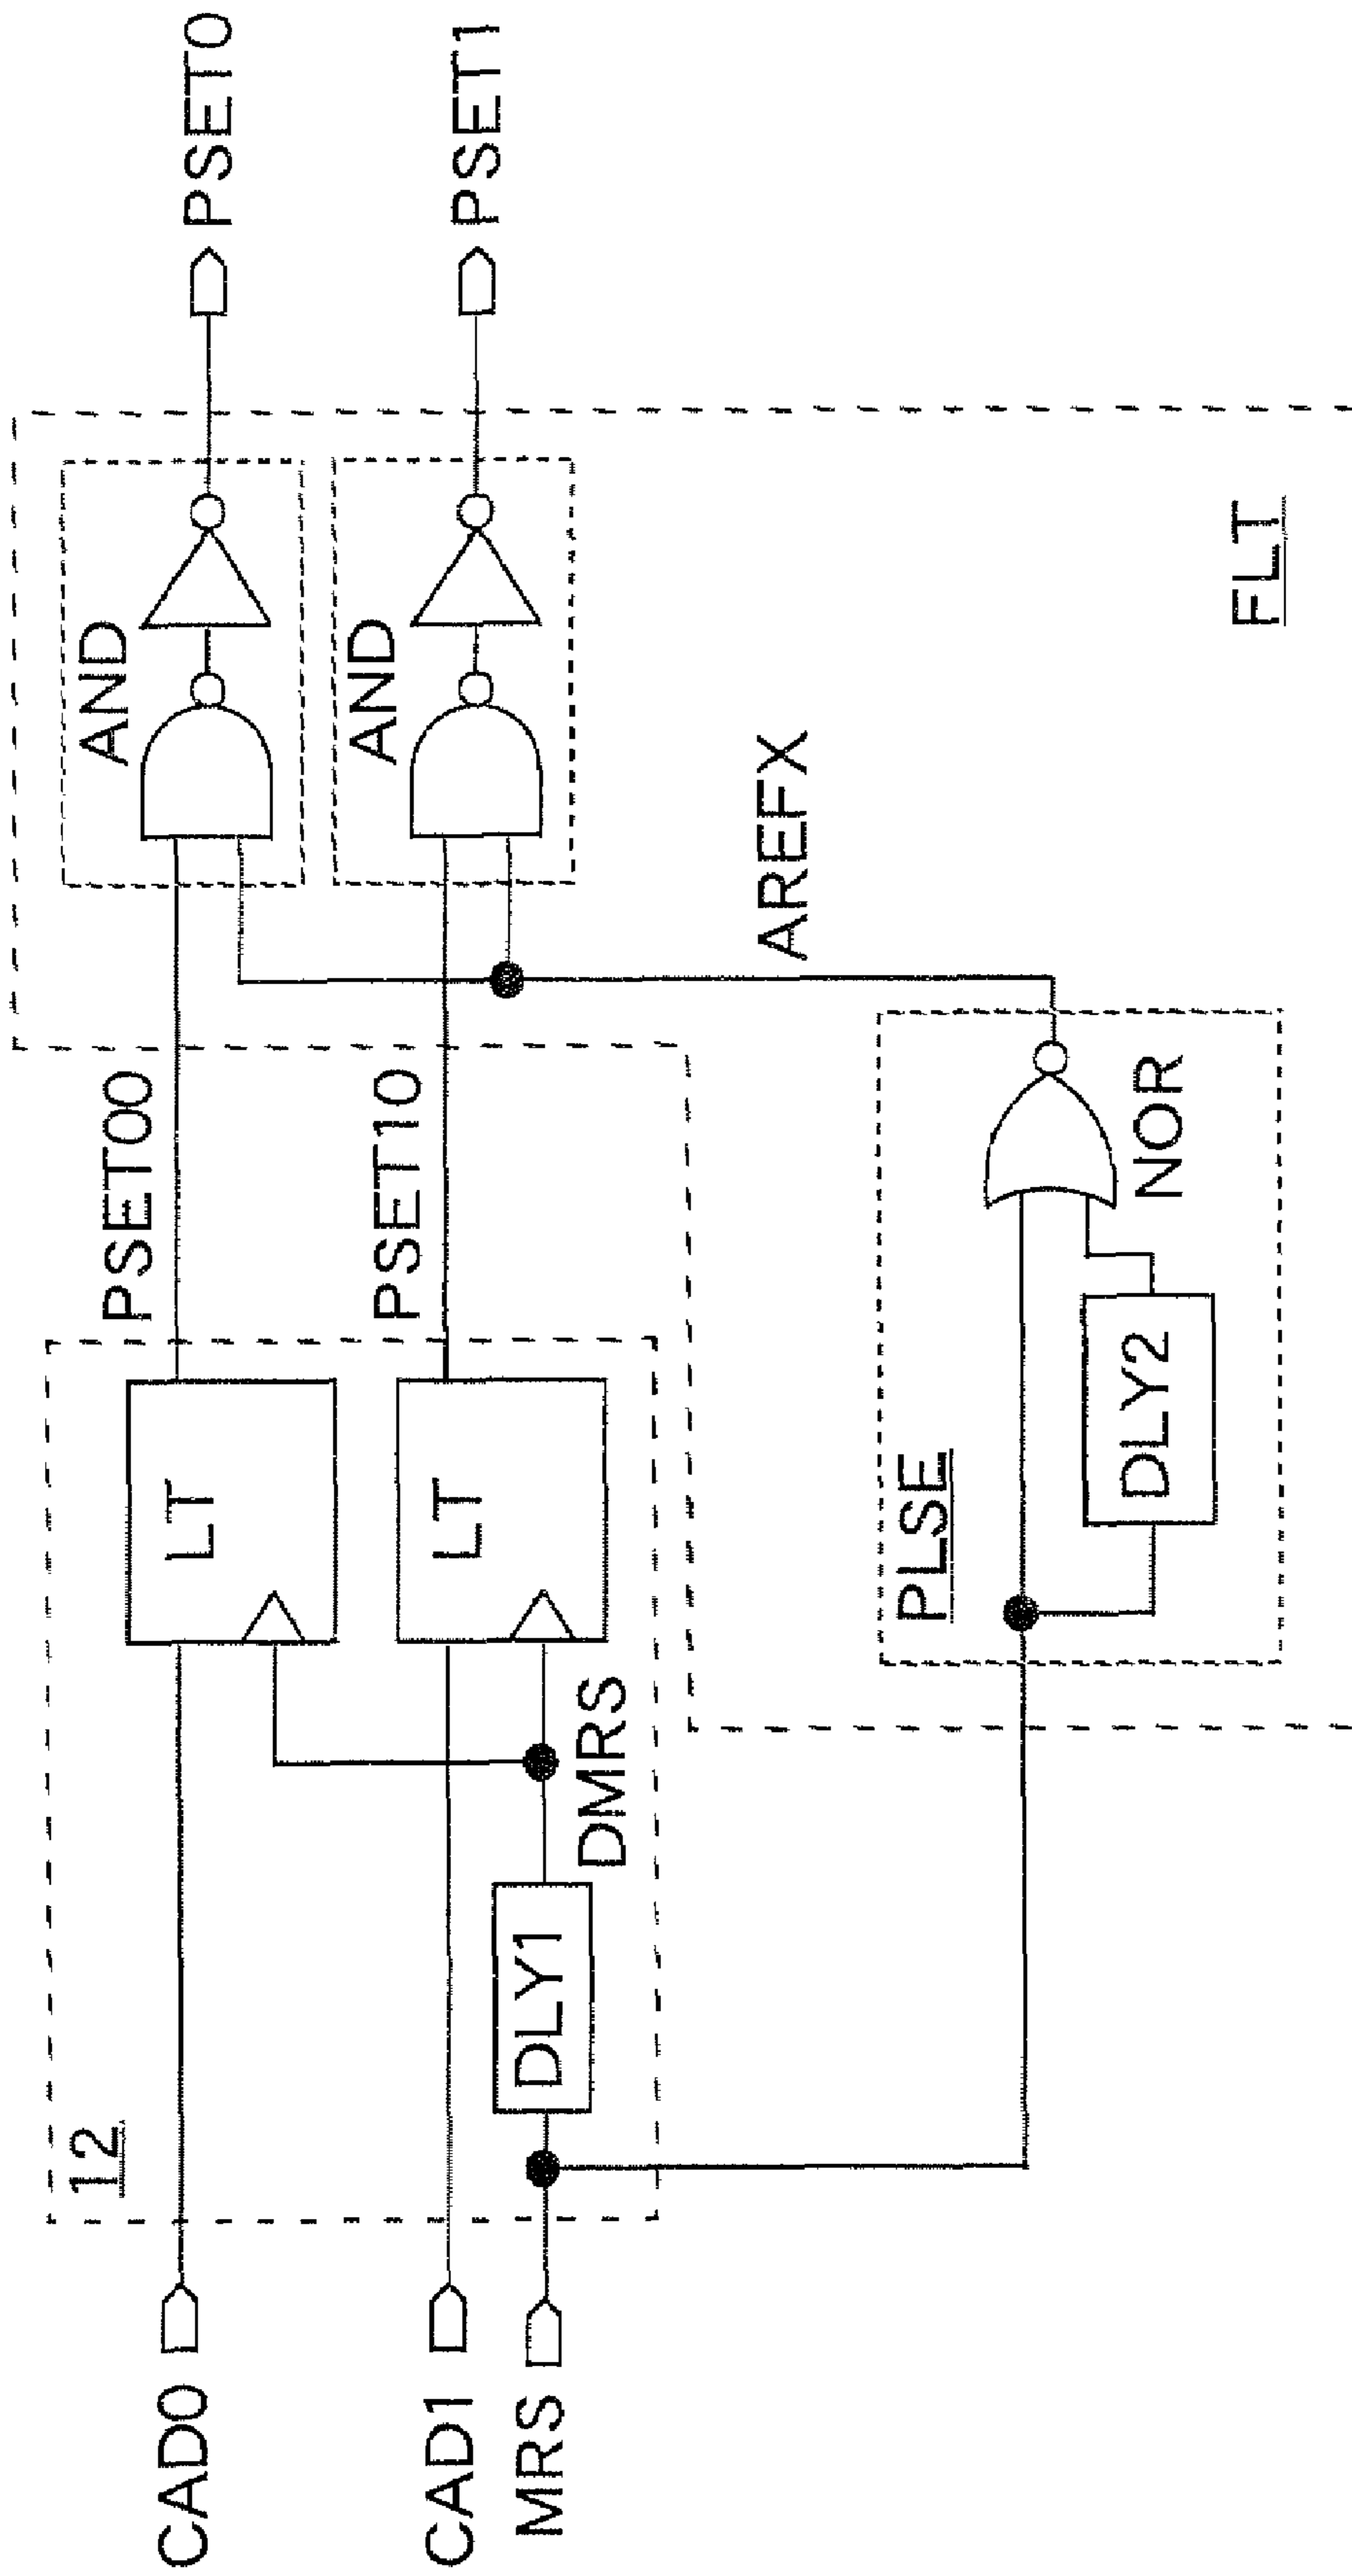 CAD0
CAD1
MRS
12
DLY1
DMRS
LT
LT
PSET00
PSET10
PLSE
DLY2
NOR
AREFX
AND
AND
FLT
PSET0
PSET1